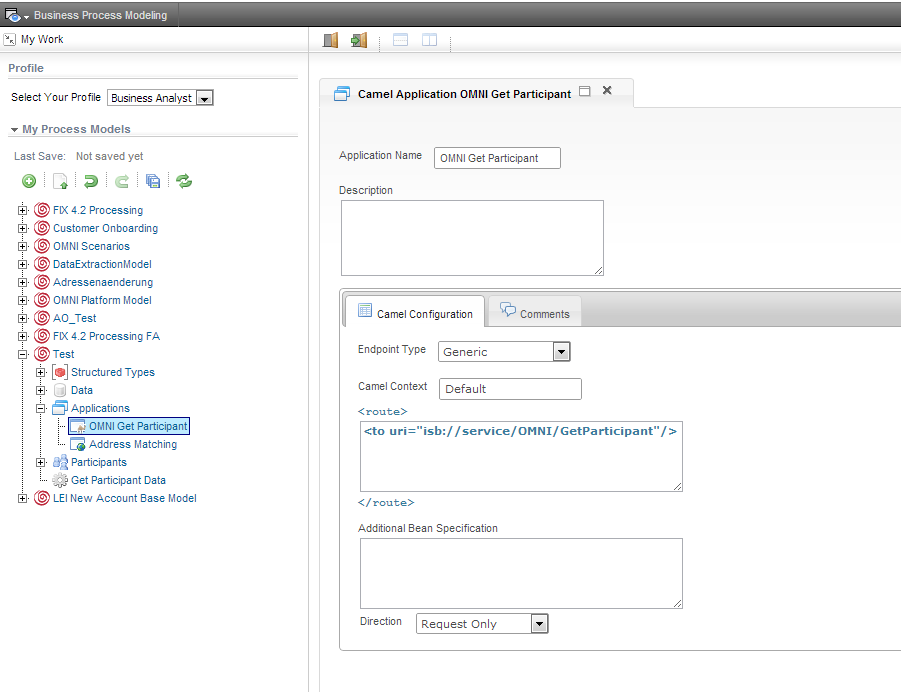 Business Process Modeling
My Work
Profile
Select Your Profile Business Analyst
My Process Models
Last Save: Not saved yet
FIX 4.2 Processing
Customer Onboarding
OMNI Scenarios
DataExtractionModel
Adressenaenderung
OMNI Platform Model
AO_Test
FIX 4.2 Processing FA
Test
Structured Types
Data
Applications
OMNI Get Participant
Address Matching
Participants
Get Participant Data
LEI New Account Base Model
Camel Application OMNI Get Participant
Application Name OMNI Get Participant
Description
Camel Configuration Comments
Endpoint Type Generic
Camel Context Default
<route>
<to uri="isb://service/OMNI/GetParticipant"/>
</route>
Additional Bean Specification
Direction Request Only